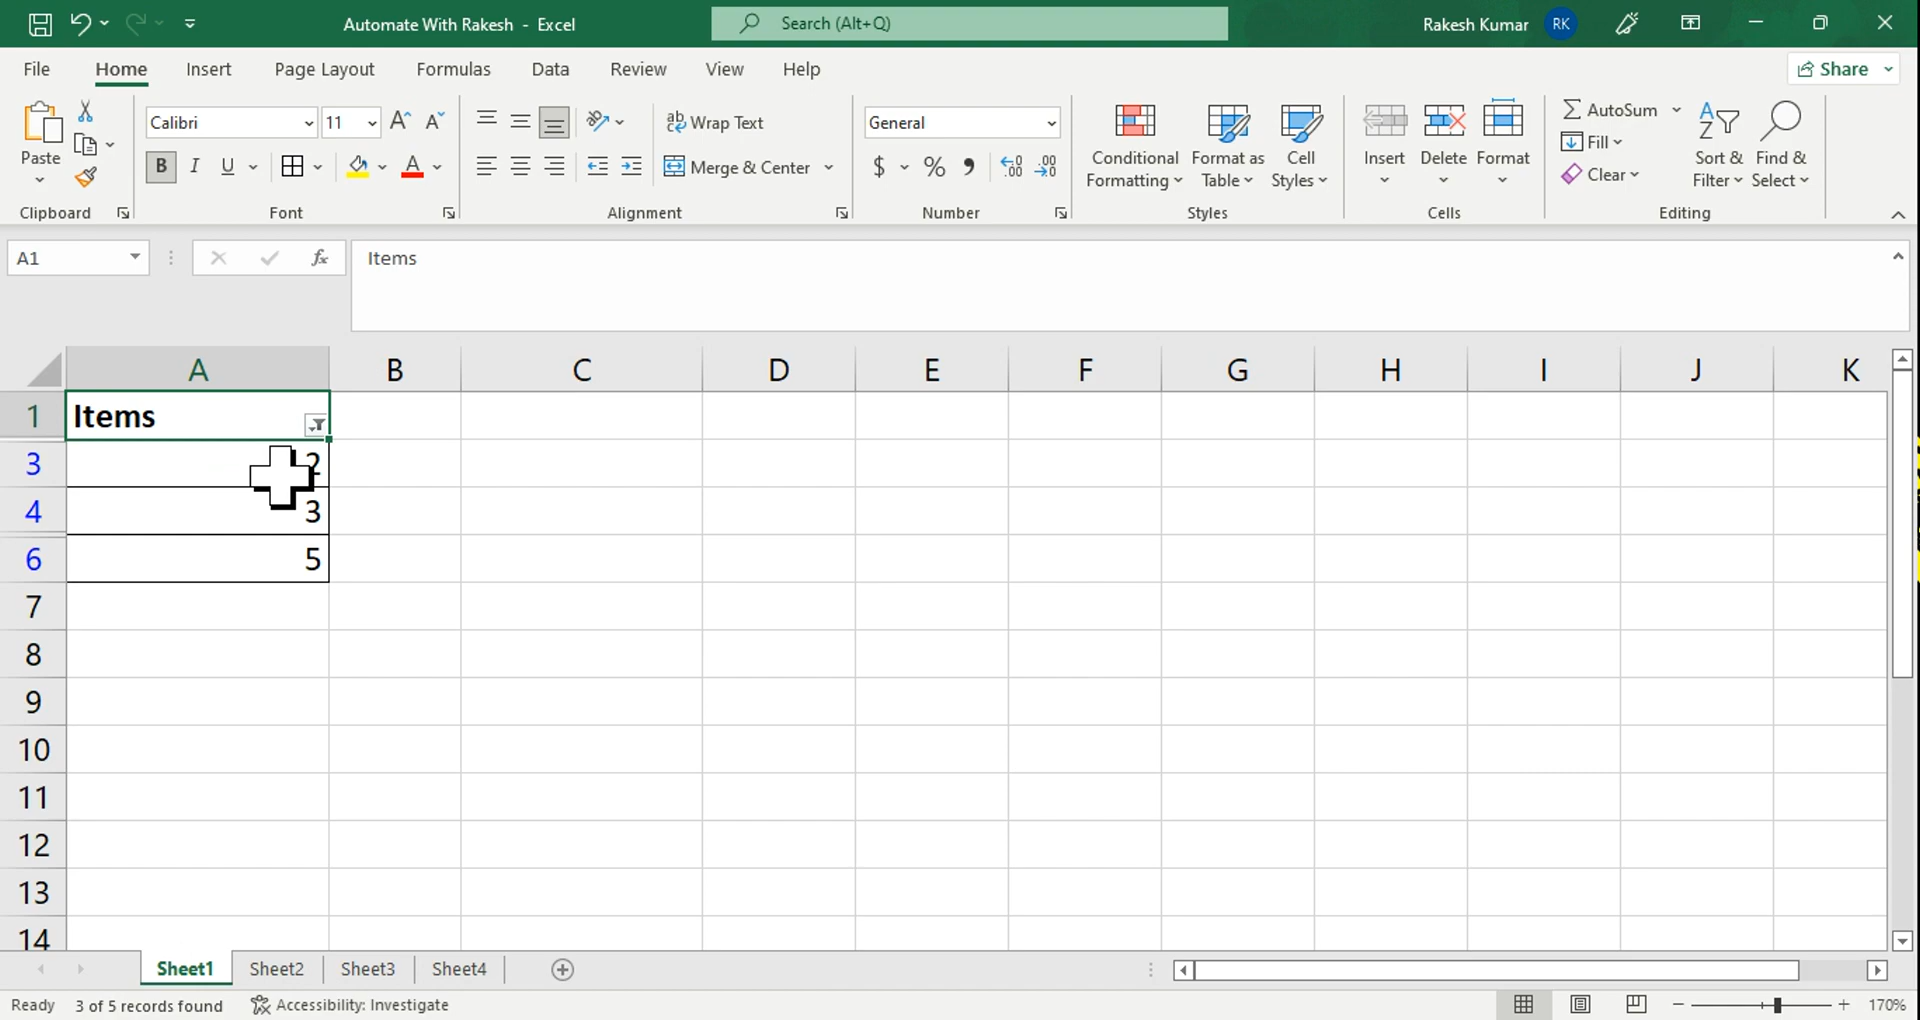 Automate With Rakesh - Excel
Search (Alt+Q)
Rakesh Kumar RK
File Home Insert Page Layout Formulas Data Review View Help
Share
Paste
Clipboard
Calibri 11
B I U
Font
Wrap Text
Merge & Center
Alignment
General
$ % ,
Number
Conditional Formatting
Format as Table
Cell Styles
Styles
Insert Delete Format
Cells
AutoSum
Fill
Clear
Sort & Filter
Find & Select
Editing
A1 fx Items
A B C D E F G H I J K
1 Items
3 2
4 3
6 5
7
8
9
10
11
12
13
14
Sheet1 Sheet2 Sheet3 Sheet4
Ready 3 of 5 records found Accessibility: Investigate 170%